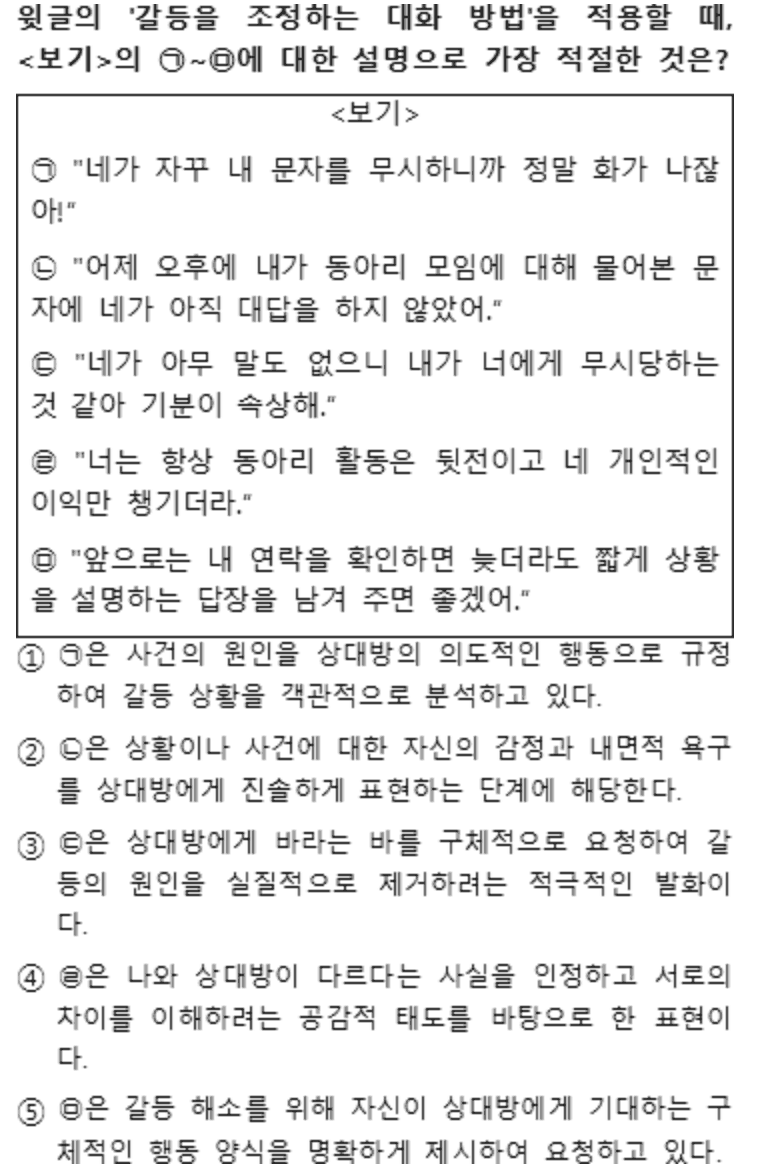 윗글의 '갈등을 조정하는 대화 방법'을 적용할 때,
<보기>의 ㉠~㉤에 대한 설명으로 가장 적절한 것은?
<보기>
㉠ "네가 자꾸 내 문자를 무시하니까 정말 화가 나잖
아!"
㉡ "어제 오후에 내가 동아리 모임에 대해 물어본 문
자에 네가 아직 대답을 하지 않았어."
㉢ "네가 아무 말도 없으니 내가 너에게 무시당하는
것 같아 기분이 속상해."
㉣ "너는 항상 동아리 활동은 뒷전이고 네 개인적인
이익만 챙기더라."
㉤ "앞으로는 내 연락을 확인하면 늦더라도 짧게 상황
을 설명하는 답장을 남겨 주면 좋겠어."
① ㉠은 사건의 원인을 상대방의 의도적인 행동으로 규정
하여 갈등 상황을 객관적으로 분석하고 있다.
② ㉡은 상황이나 사건에 대한 자신의 감정과 내면적 욕구
를 상대방에게 진솔하게 표현하는 단계에 해당한다.
③ ㉢은 상대방에게 바라는 바를 구체적으로 요청하여 갈
등의 원인을 실질적으로 제거하려는 적극적인 발화이
다.
④ ㉣은 나와 상대방이 다르다는 사실을 인정하고 서로의
차이를 이해하려는 공감적 태도를 바탕으로 한 표현이
다.
⑤ ㉤은 갈등 해소를 위해 자신이 상대방에게 기대하는 구
체적인 행동 양식을 명확하게 제시하여 요청하고 있다.